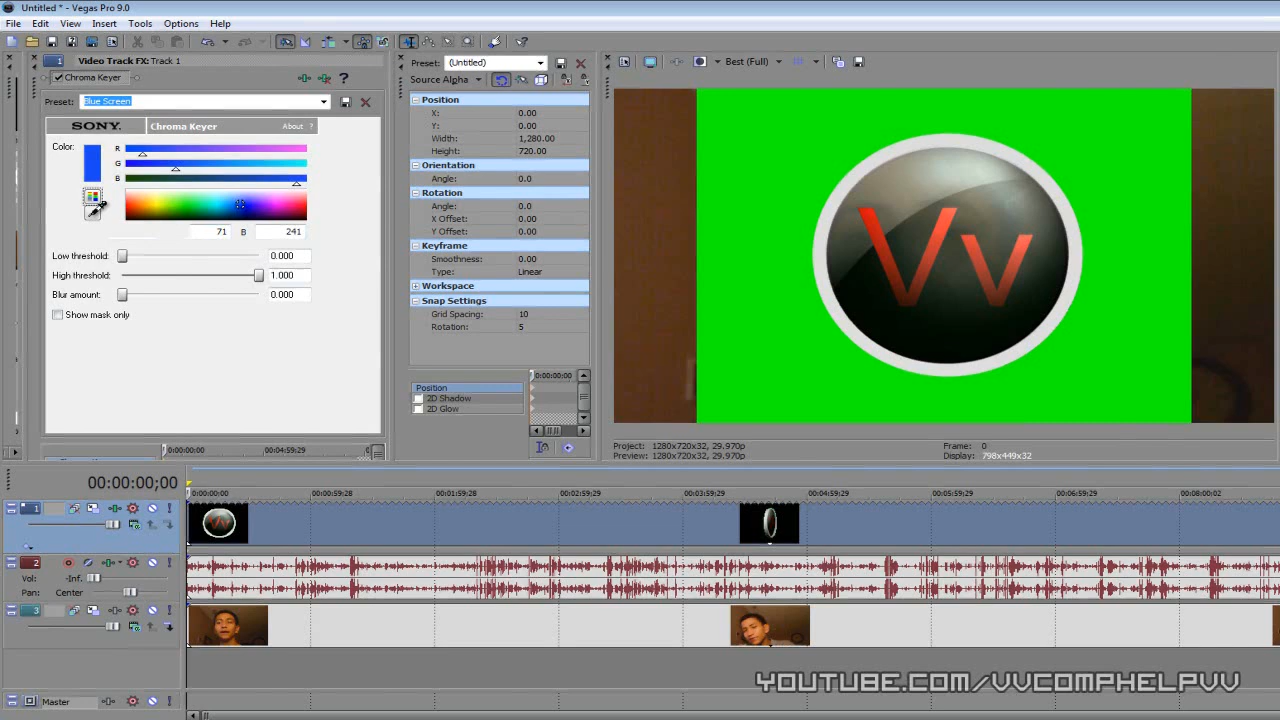 Untitled * - Vegas Pro 9.0
File Edit View Insert Tools Options Help
1 Video Track FX: Track 1
Chroma Keyer
Preset: Blue Screen
SONY. Chroma Keyer About ?
Color: R
G
B
71 B 241
Low threshold: 0.000
High threshold: 1.000
Blur amount: 0.000
Show mask only
0:00:00:00 00:04:59:29
Preset: (Untitled)
Source Alpha
Position
X: 0.00
Y: 0.00
Width: 1,280.00
Height: 720.00
Orientation
Angle: 0.0
Rotation
Angle: 0.0
X Offset: 0.00
Y Offset: 0.00
Keyframe
Smoothness: 0.00
Type: Linear
Workspace
Snap Settings
Grid Spacing: 10
Rotation: 5
0:00:00:00
Position
2D Shadow
2D Glow
Best (Full)
Vv
Project: 1280x720x32, 29.970p
Preview: 1280x720x32, 29.970p
Frame: 0
Display: 798x449x32
00:00:00;00
0:00:00:00 00:00:59:28 00:01:59:28 00:02:59:29 00:03:59:29 00:04:59:29 00:05:59:29 00:06:59:29 00:08:00:02
1
Vv
2
Vol: -Inf.
Pan: Center
3
YOUTUBE.COM/VVCOMPHELPVV
Master